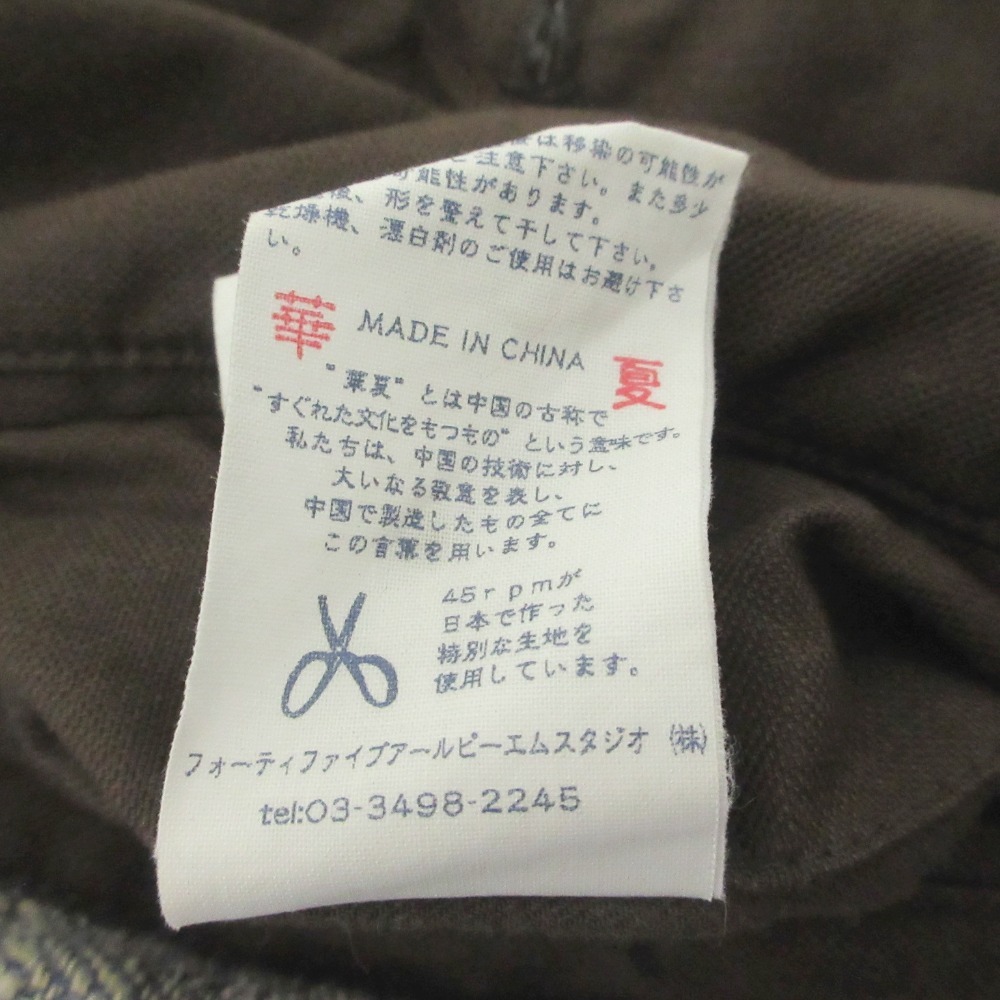 は移染の可能性が
ご注意下さい。また多少
可能性があります。
後、形を整えて干して下さい。
乾燥機、漂白剤のご使用はお避け下さ
い。
華 MADE IN CHINA 夏
"華夏"とは中国の古称で
"すぐれた文化をもつもの"という意味です。
私たちは、中国の技術に対し、
大いなる敬意を表し、
中国で製造したもの全てに
この言葉を用います。
45rpmが
日本で作った
特別な生地を
使用しています。
フォーティファイブアールピーエムスタジオ(株)
tel:03-3498-2245